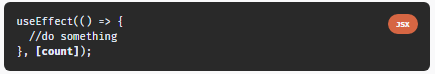 useEffect(() => {
JSX
  //do something
}, [count]);